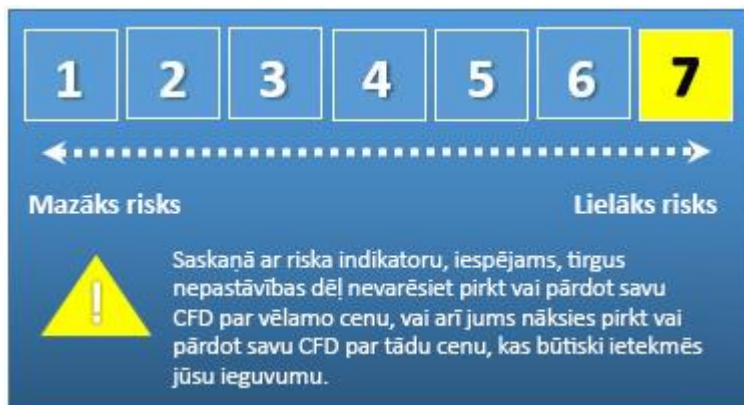 1 2 3 4 5 6 7
Mazāks risks Lielāks risks
!
Saskaņā ar riska indikatoru, iespējams, tirgus
nepastāvības dēļ nevarēsiet pirkt vai pārdot savu
CFD par vēlamo cenu, vai arī jums nāksies pirkt vai
pārdot savu CFD par tādu cenu, kas būtiski ietekmēs
jūsu ieguvumu.